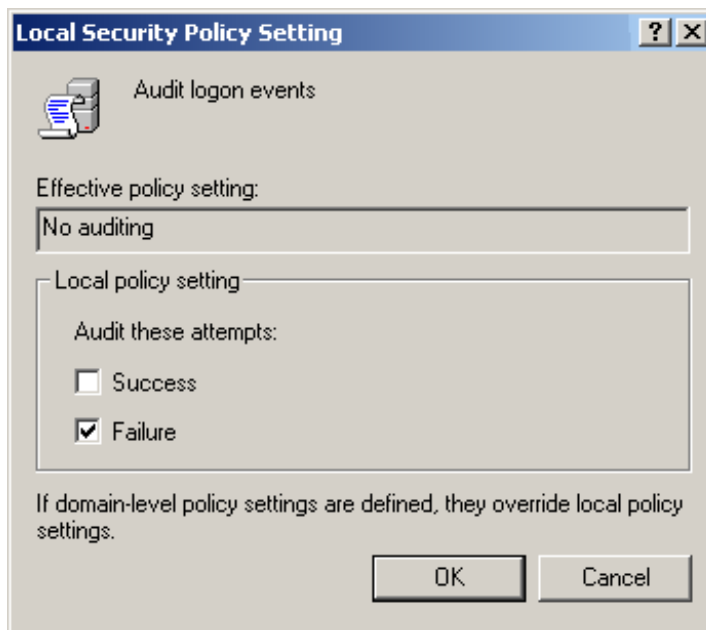 Local Security Policy Setting
Audit logon events
Effective policy setting:
No auditing
Local policy setting
Audit these attempts:
Success
Failure
If domain-level policy settings are defined, they override local policy
settings.
OK Cancel